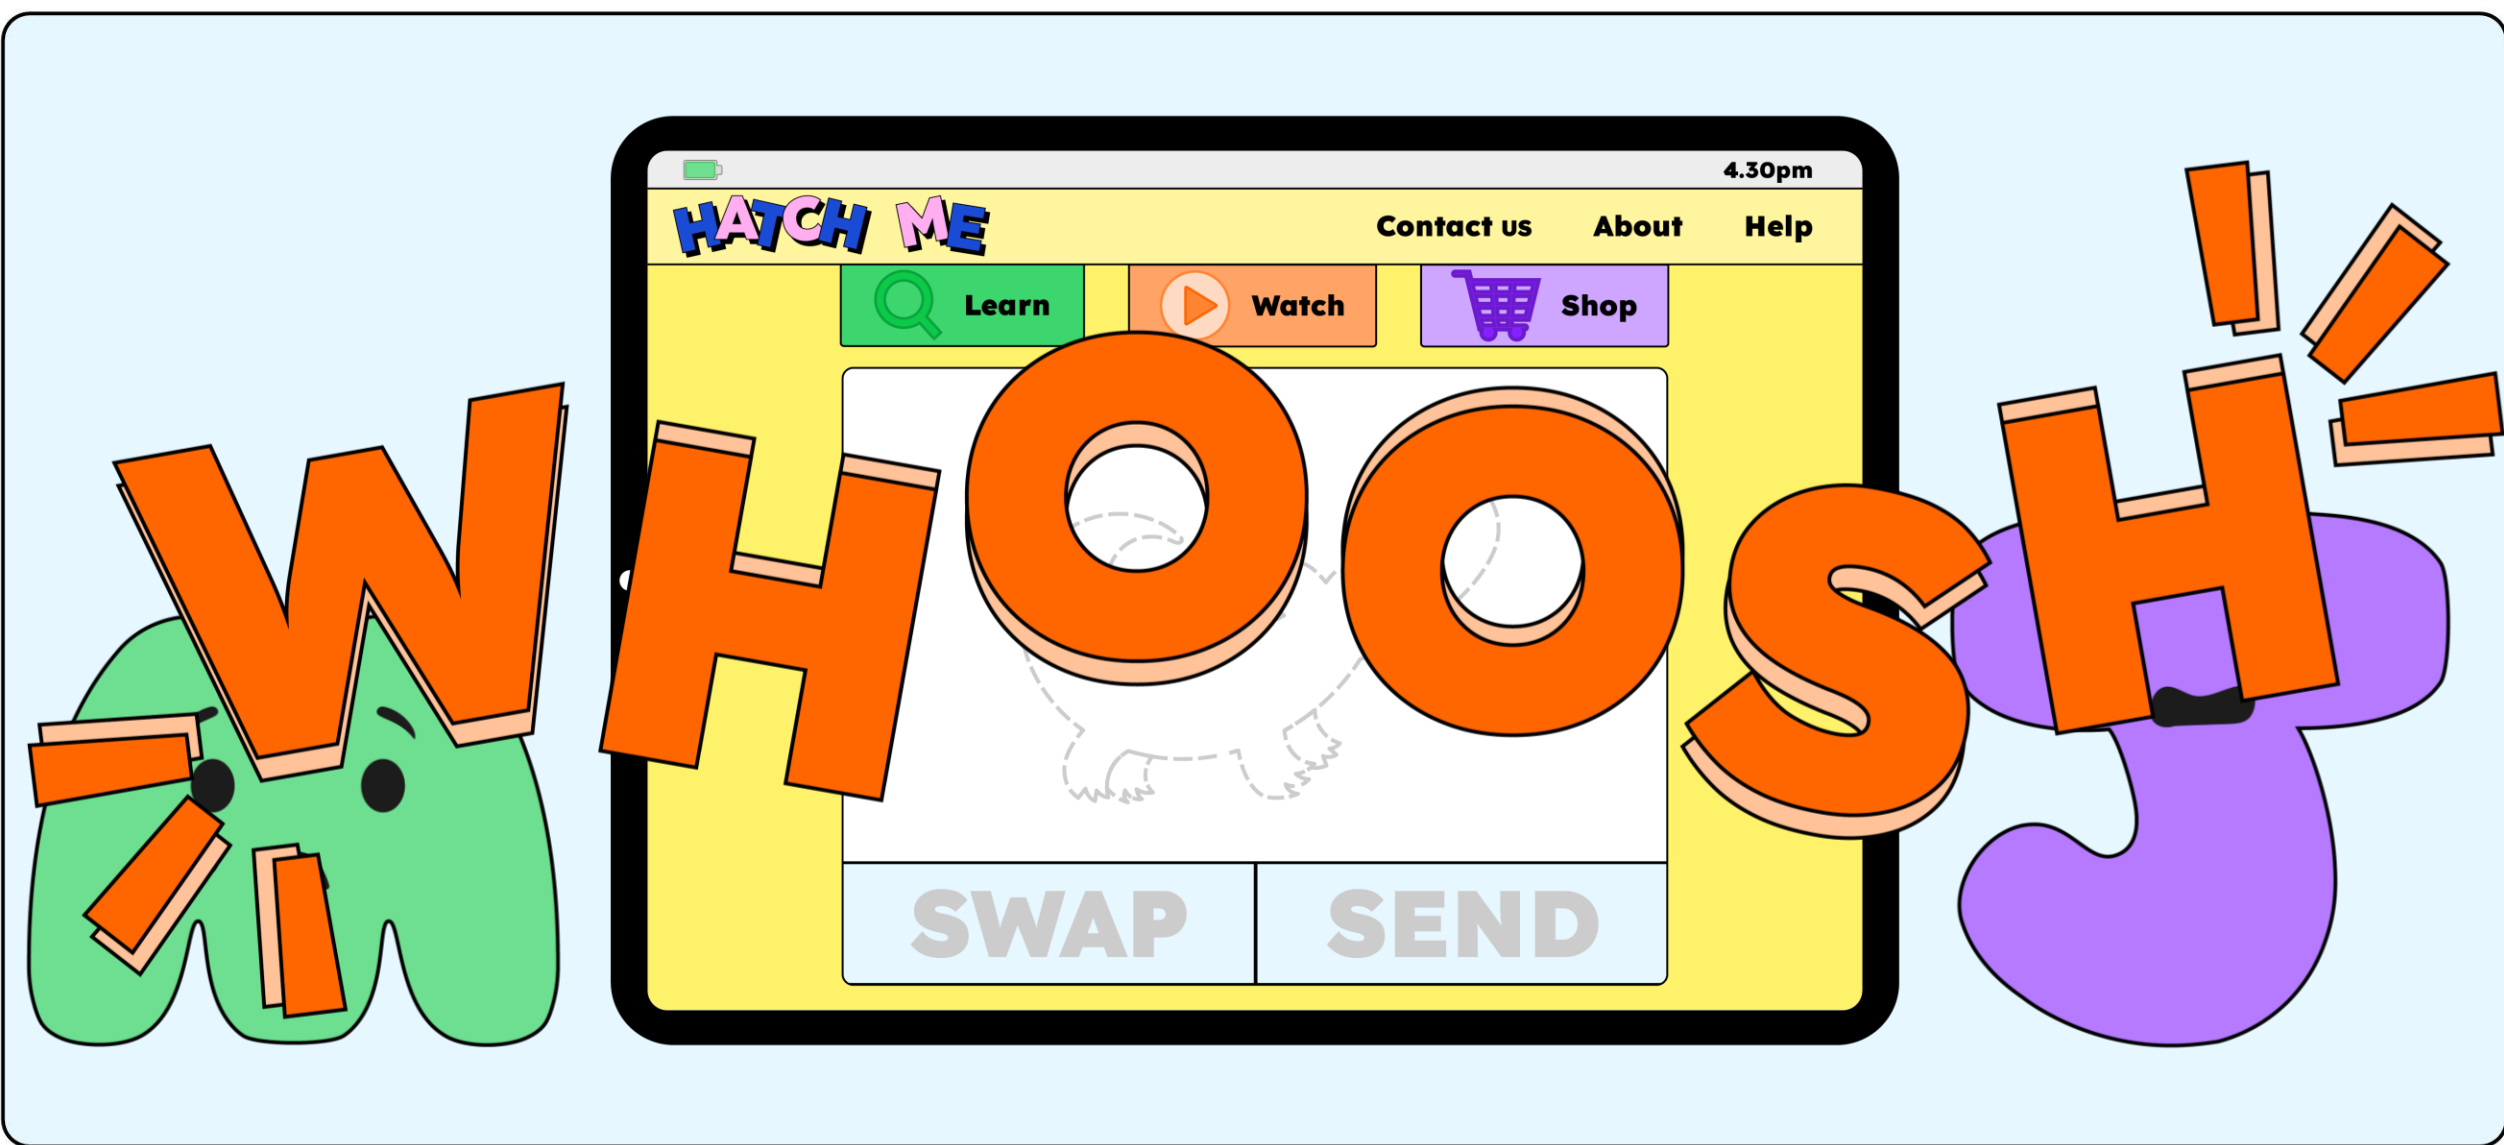 4.30pm
HATCH ME
Contact us About Help
Learn Watch Shop
WHOOSH
SWAP SEND